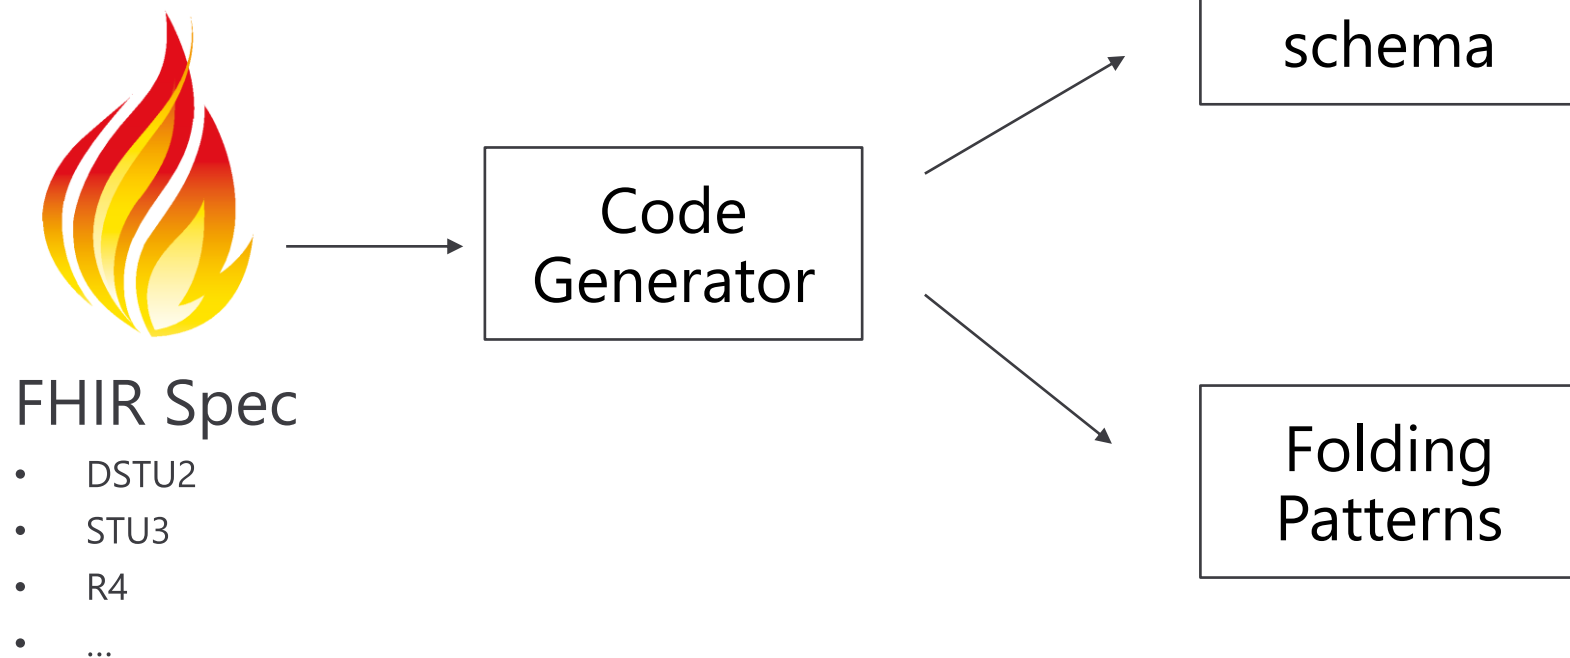 schema
Code
Generator
FHIR Spec
• DSTU2
• STU3
• R4
• ...
Folding
Patterns